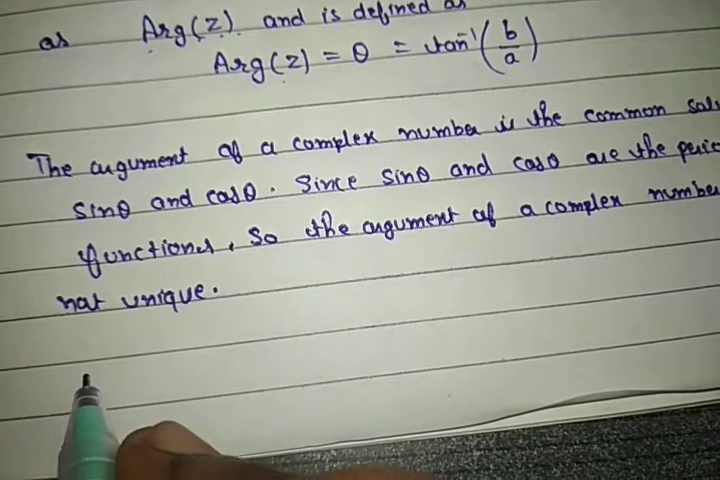 as Arg(z) and is defined as
Arg(z) = θ = tan⁻¹(b/a)
The argument of a complex number is the common
sinθ and cosθ. Since sinθ and cosθ are the
functions, So the argument of a complex number
not unique.